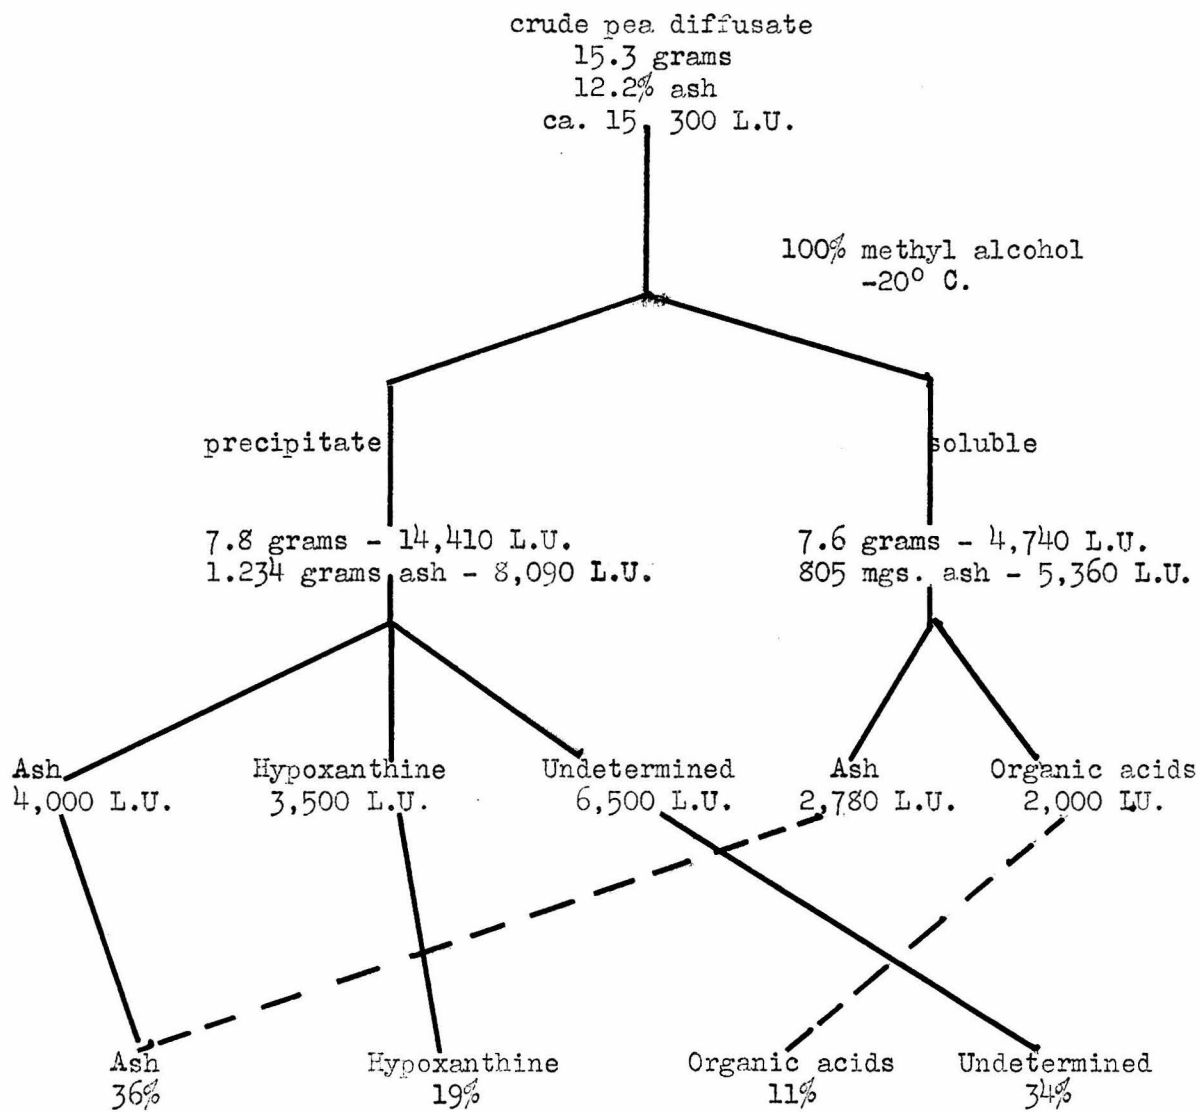 crude pea diffusate
15.3 grams
12.2% ash
ca. 15, 300 L.U.
100% methyl alcohol
-20° C.
precipitate
soluble
7.8 grams - 14,410 L.U.
1.234 grams ash - 8,090 L.U.
7.6 grams - 4,740 L.U.
805 mgs. ash - 5,360 L.U.
Ash
4,000 L.U.
Hypoxanthine
3,500 L.U.
Undetermined
6,500 L.U.
Ash
2,780 L.U.
Organic acids
2,000 LU.
Ash
36%
Hypoxanthine
19%
Organic acids
11%
Undetermined
34%